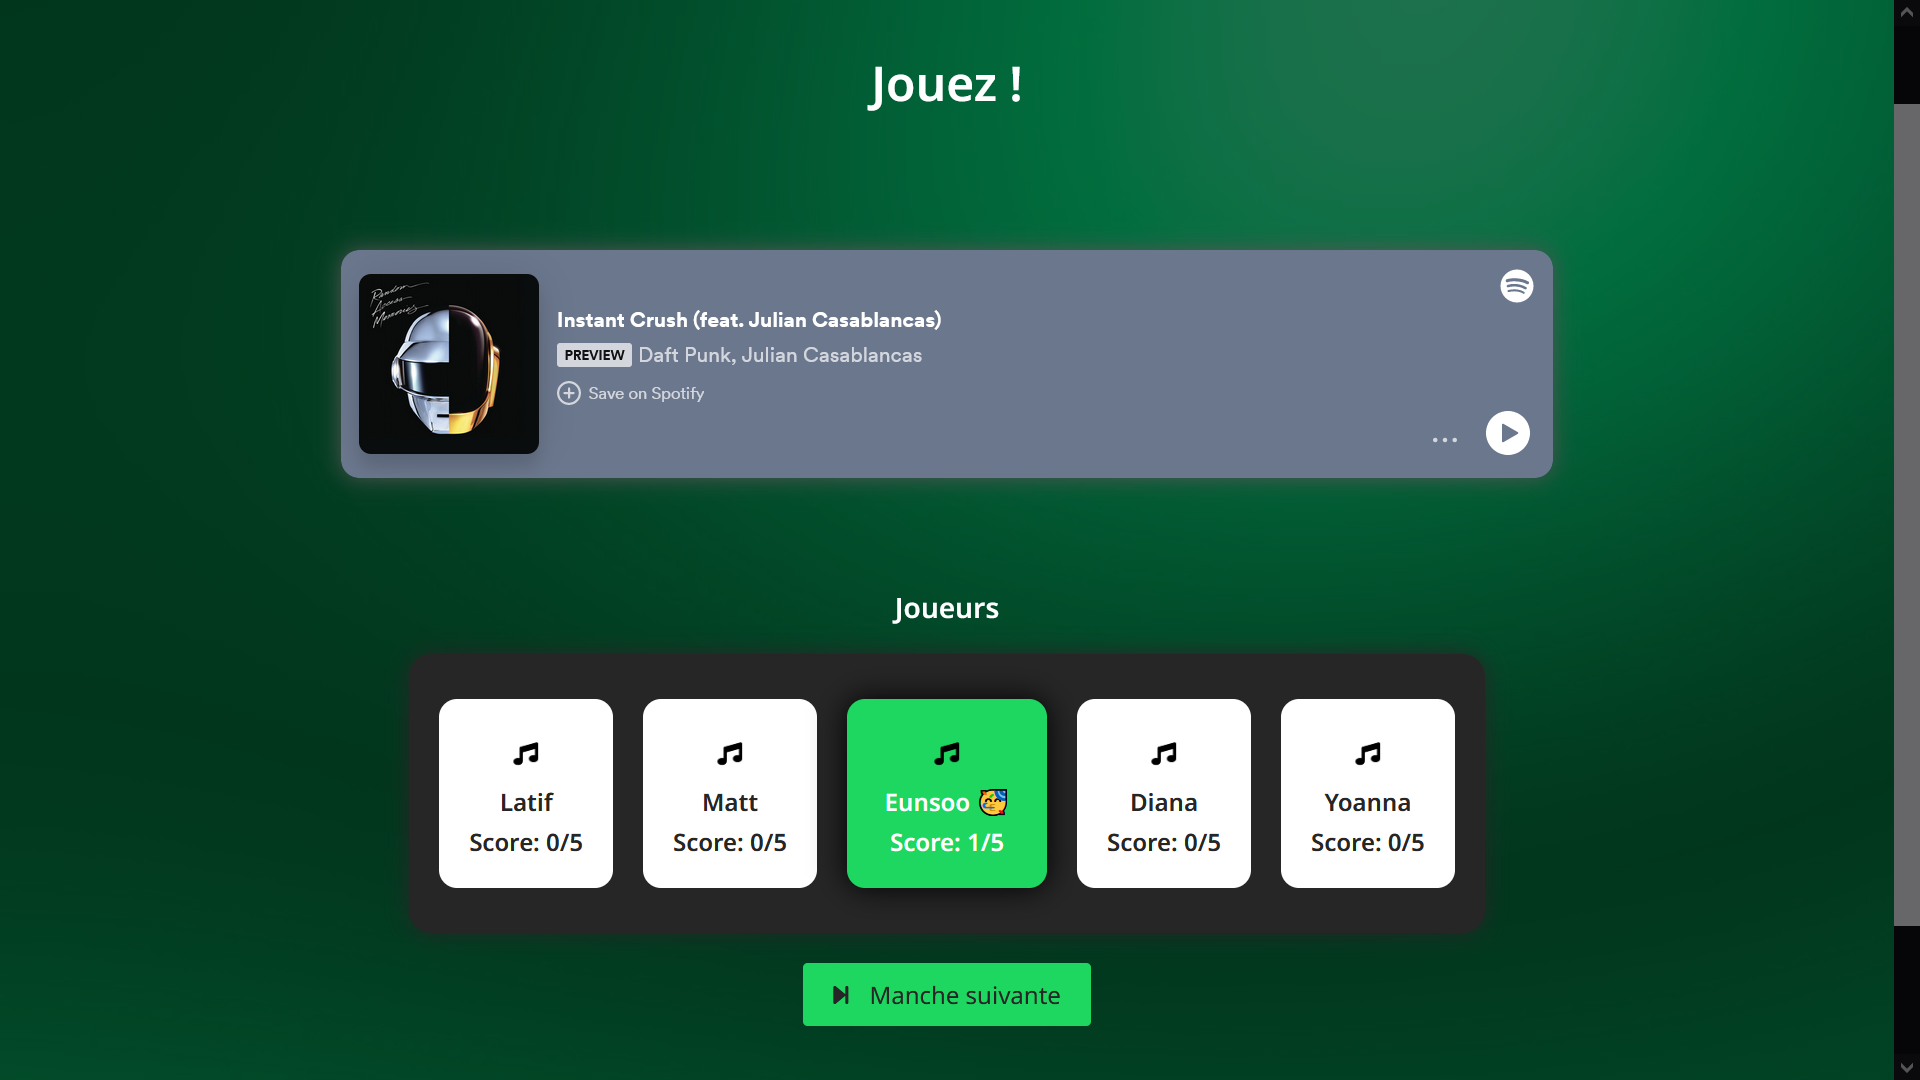 Jouez !
Random
Access
Memories
Instant Crush (feat. Julian Casablancas)
PREVIEW Daft Punk, Julian Casablancas
Save on Spotify
Joueurs
Latif
Score: 0/5
Matt
Score: 0/5
Eunsoo 🥳
Score: 1/5
Diana
Score: 0/5
Yoanna
Score: 0/5
Manche suivante